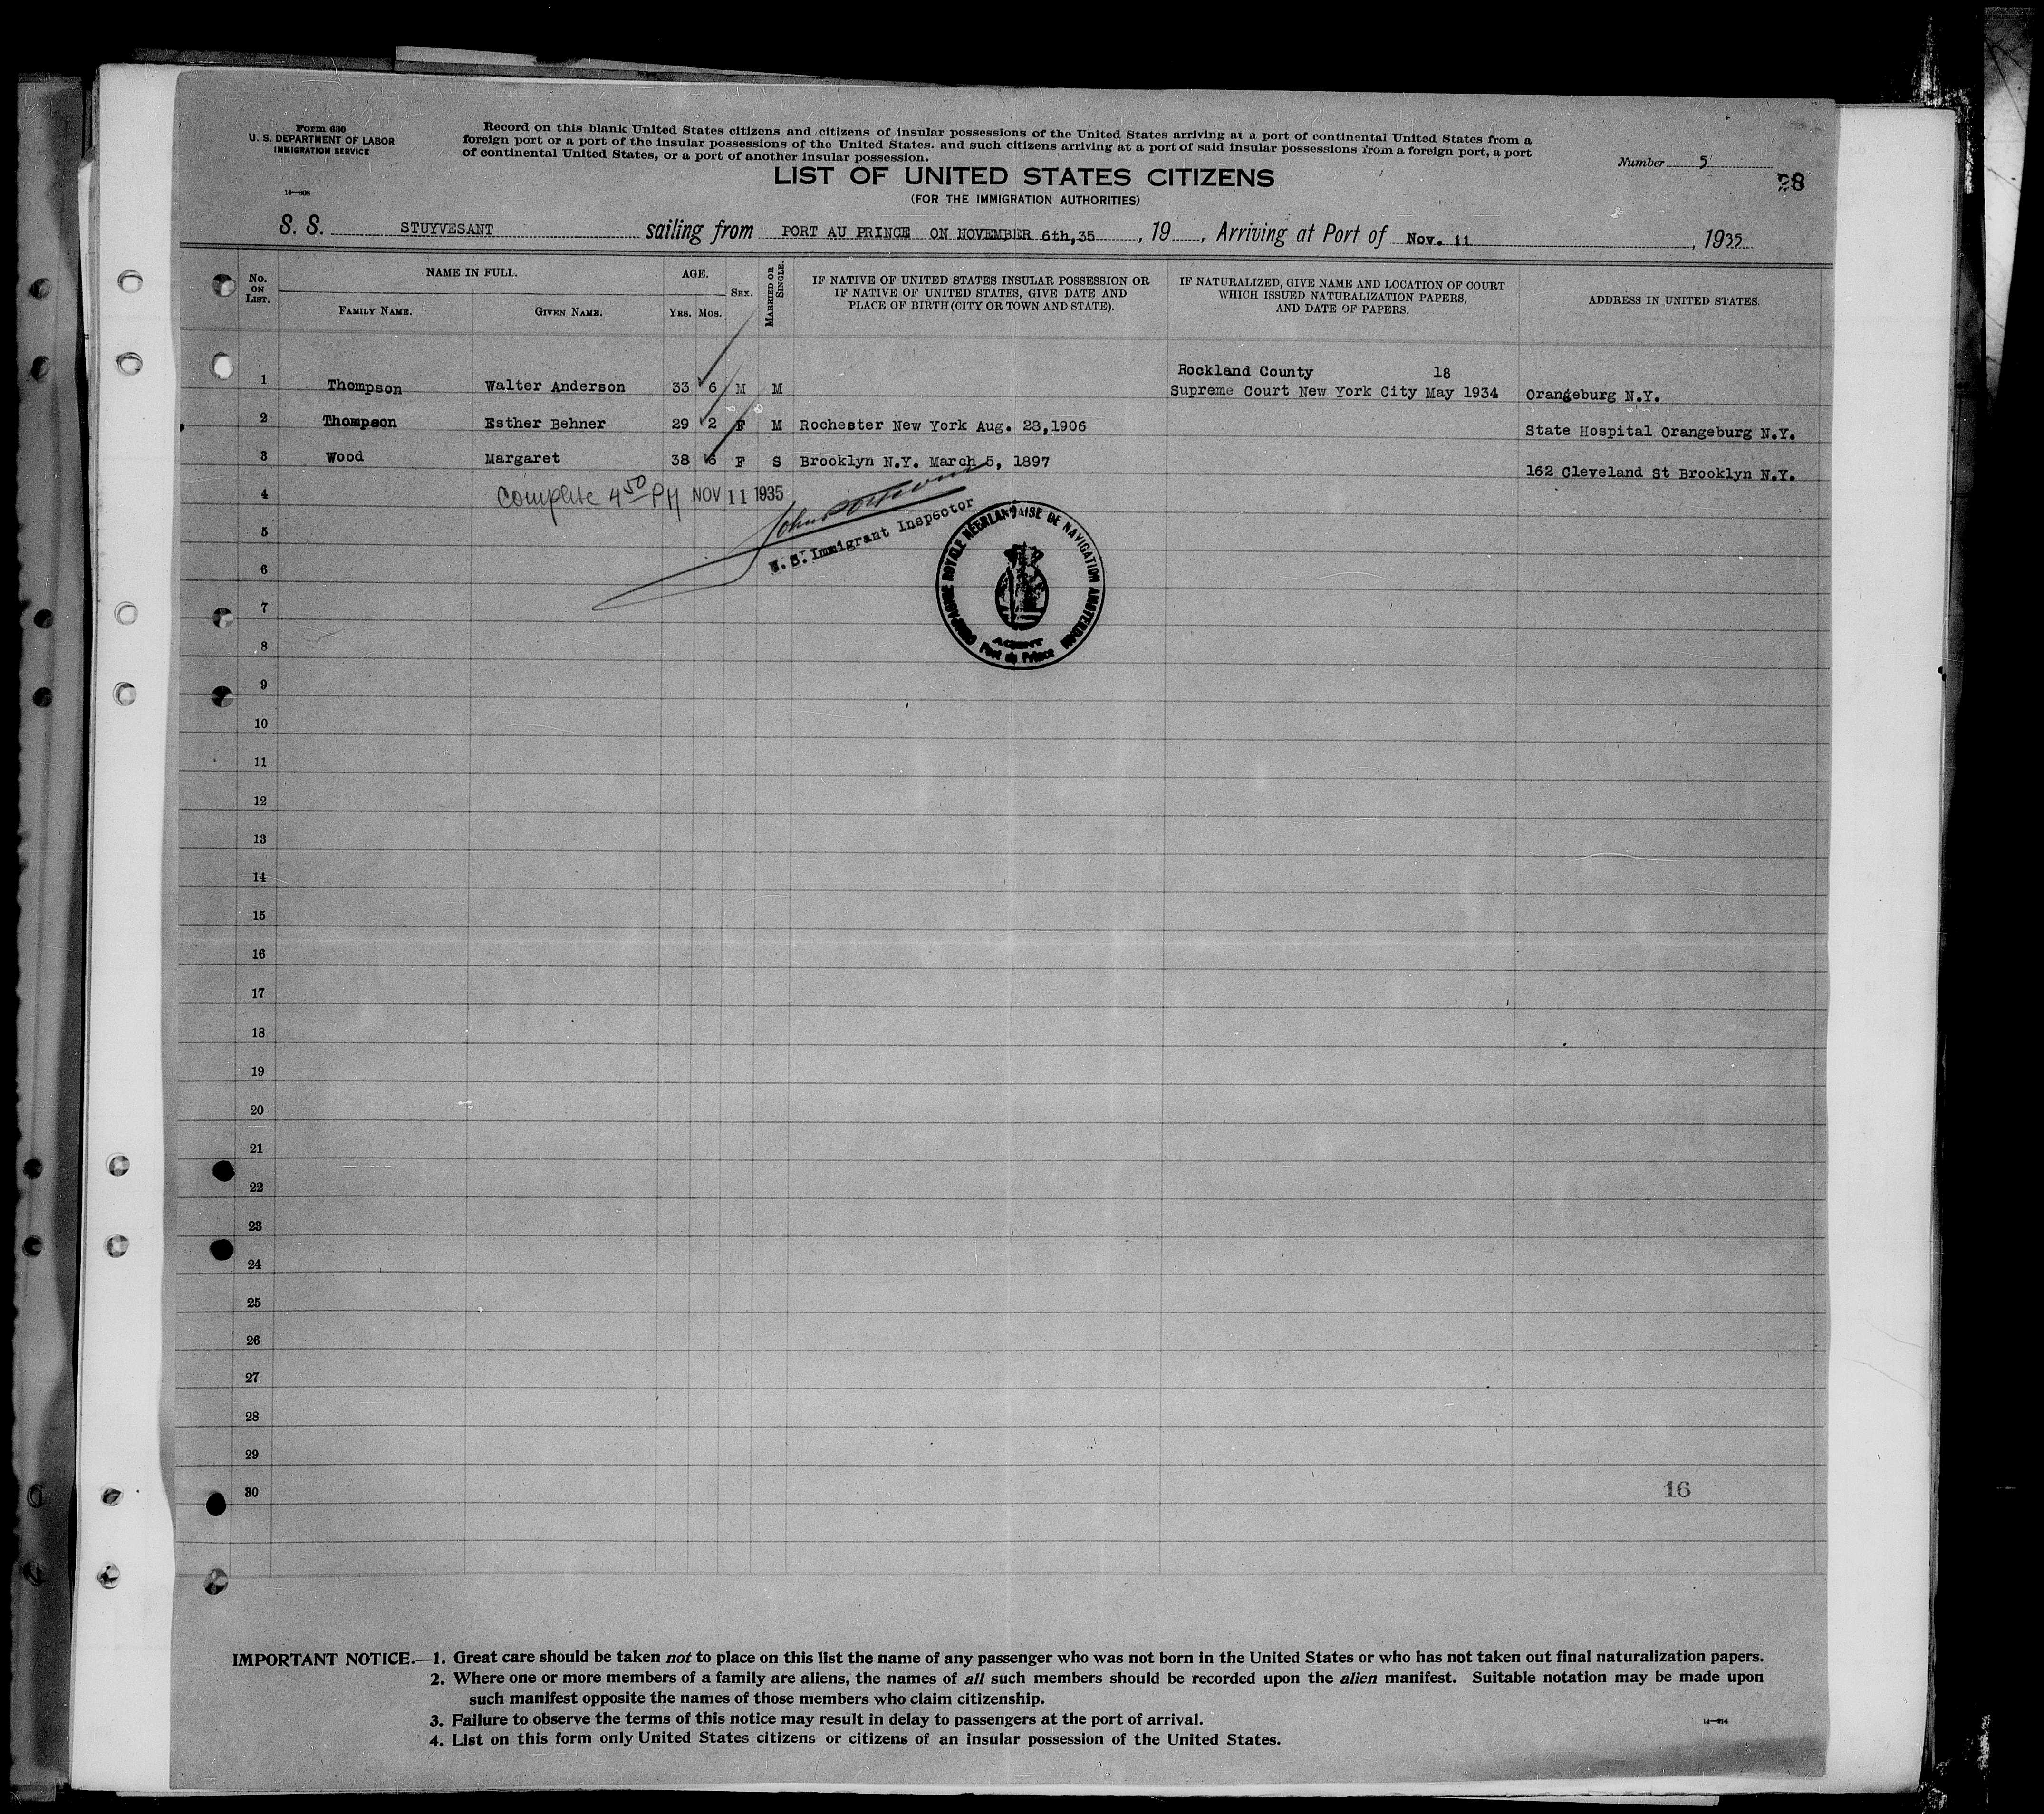 Form 630
U. S. DEPARTMENT OF LABOR
IMMIGRATION SERVICE
14—608
Record on this blank United States citizens and citizens of insular possessions of the United States arriving at a port of continental United States from a
foreign port or a port of the insular possessions of the United States. and such citizens arriving at a port of said insular possessions from a foreign port, a port
of continental United States, or a port of another insular possession.
Number 5
28
LIST OF UNITED STATES CITIZENS
(FOR THE IMMIGRATION AUTHORITIES)
S. S. STUYVESANT sailing from PORT AU PRINCE ON NOVEMBER 6th,35, 19, Arriving at Port of Nov. 11, 1935
No. ON LIST.
NAME IN FULL.
FAMILY NAME.
GIVEN NAME.
AGE.
YRS. MOS.
SEX.
MARRIED OR SINGLE.
IF NATIVE OF UNITED STATES INSULAR POSSESSION OR
IF NATIVE OF UNITED STATES, GIVE DATE AND
PLACE OF BIRTH (CITY OR TOWN AND STATE).
IF NATURALIZED, GIVE NAME AND LOCATION OF COURT
WHICH ISSUED NATURALIZATION PAPERS,
AND DATE OF PAPERS.
ADDRESS IN UNITED STATES.
Rockland County 18
1 Thompson Walter Anderson 33 6 M M Supreme Court New York City May 1934 Orangeburg N.Y.
2 Thompson Esther Behner 29 2 F M Rochester New York Aug. 23,1906 State Hospital Orangeburg N.Y.
3 Wood Margaret 38 6 F S Brooklyn N.Y. March 5, 1897 162 Cleveland St Brooklyn N.Y.
4 Complete 4 50 PM NOV 11 1935
U. S. Immigrant Inspector
COMPAGNIE ROYALE NÉERLANDAISE DE NAVIGATION AMSTERDAM
AGENT
Port au Prince
5
6
7
8
9
10
11
12
13
14
15
16
17
18
19
20
21
22
23
24
25
26
27
28
29
30
16
IMPORTANT NOTICE.—1. Great care should be taken not to place on this list the name of any passenger who was not born in the United States or who has not taken out final naturalization papers.
2. Where one or more members of a family are aliens, the names of all such members should be recorded upon the alien manifest. Suitable notation may be made upon
such manifest opposite the names of those members who claim citizenship.
3. Failure to observe the terms of this notice may result in delay to passengers at the port of arrival.
4. List on this form only United States citizens or citizens of an insular possession of the United States.